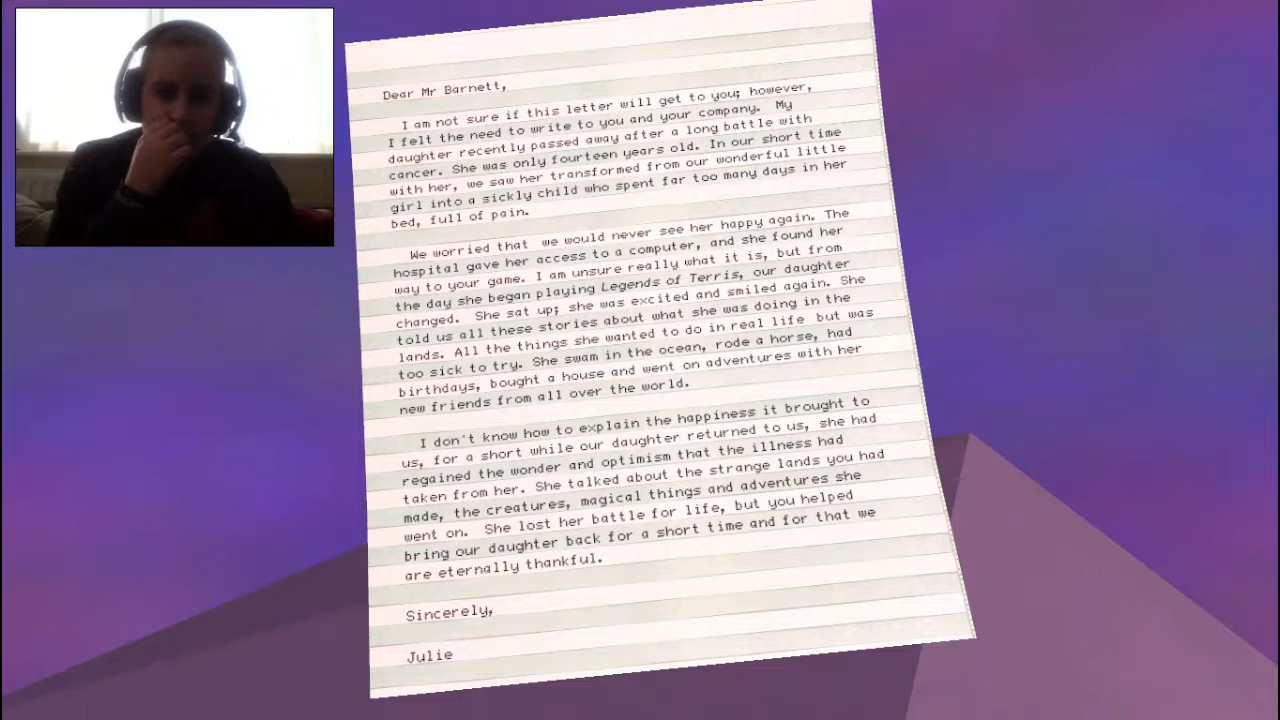 Dear Mr Barnett,
I am not sure if this letter will get to you; however,
I felt the need to write to you and your company. My
daughter recently passed away after a long battle with
cancer. She was only fourteen years old. In our short time
with her, we saw her transformed from our wonderful little
girl into a sickly child who spent far too many days in her
bed, full of pain.
We worried that we would never see her happy again. The
hospital gave her access to a computer, and she found her
way to your game. I am unsure really what it is, but from
the day she began playing Legends of Terris, our daughter
changed. She sat up; she was excited and smiled again. She
told us all these stories about what she was doing in the
lands. All the things she wanted to do in real life but was
too sick to try. She swam in the ocean, rode a horse, had
birthdays, bought a house and went on adventures with her
new friends from all over the world.
I don't know how to explain the happiness it brought to
us, for a short while our daughter returned to us, she had
regained the wonder and optimism that the illness had
taken from her. She talked about the strange lands you had
made, the creatures, magical things and adventures she
went on. She lost her battle for life, but you helped
bring our daughter back for a short time and for that we
are eternally thankful.
Sincerely,
Julie